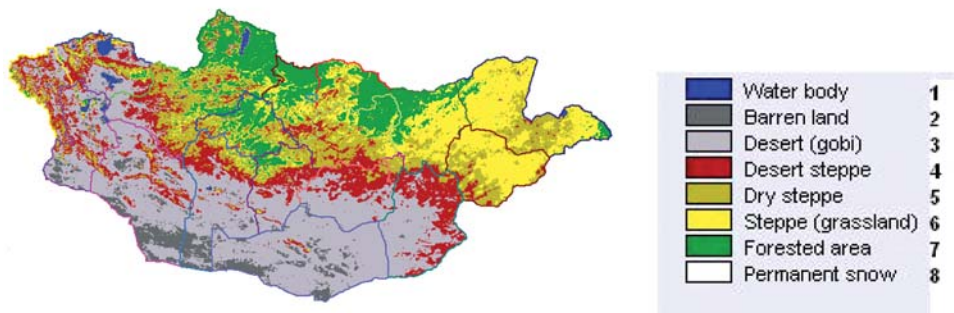 Water body 1
Barren land 2
Desert (gobi) 3
Desert steppe 4
Dry steppe 5
Steppe (grassland) 6
Forested area 7
Permanent snow 8